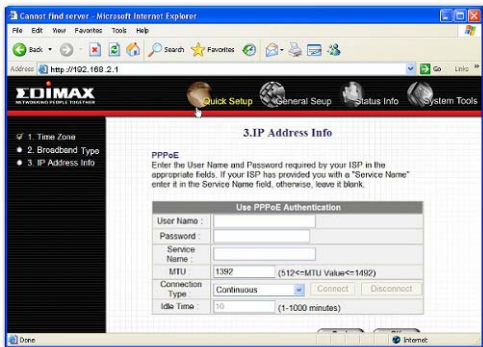 Cannot find server - Microsoft Internet Explorer
File Edit View Favorites Tools Help
Back Search Favorites
Address http://192.168.2.1 Go Links »
EDIMAX
NETWORKING PEOPLE TOGETHER
Quick Setup General Seup Status Info System Tools
1. Time Zone
2. Broadband Type
3. IP Address Info
3.IP Address Info
PPPoE
Enter the User Name and Password required by your ISP in the
appropriate fields. If your ISP has provided you with a "Service Name"
enter it in the Service Name field, otherwise, leave it blank.
Use PPPoE Authentication
User Name :
Password :
Service
Name :
MTU : 1392 (512<=MTU Value<=1492)
Connection
Type : Continuous Connect Disconnect
Idle Time : 10 (1-1000 minutes)
Done Internet